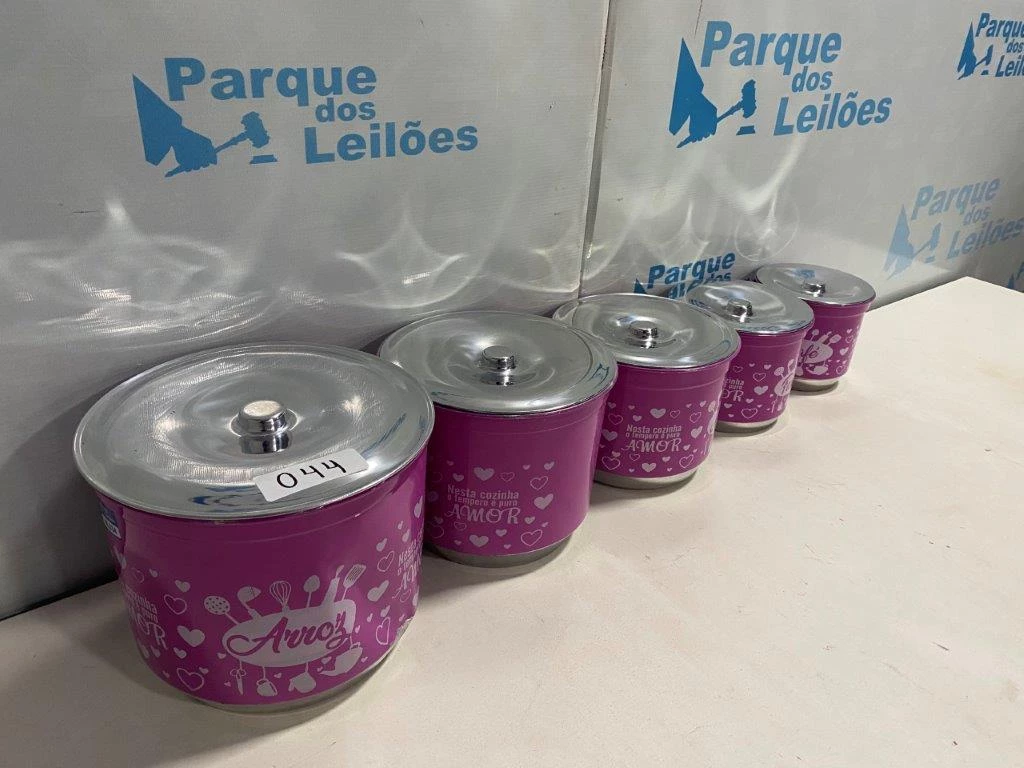 Parque
dos
Leilões
Parque
dos
Leilões
Parque
dos
Leilões
Parque
dos
Leilões
Parque
dos
044
Arroz
Nesta cozinha
o tempero é puro
AMOR
Nesta cozinha
o tempero é puro
AMOR